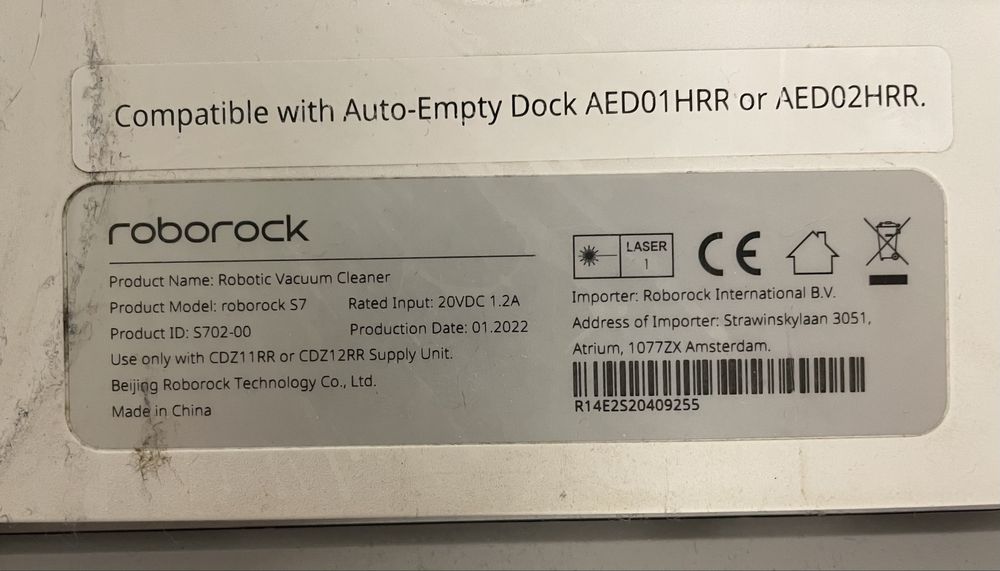 Compatible with Auto-Empty Dock AED01HRR or AED02HRR.
roborock
Product Name: Robotic Vacuum Cleaner
Product Model: roborock S7 Rated Input: 20VDC 1.2A
Product ID: S702-00 Production Date: 01.2022
Use only with CDZ11RR or CDZ12RR Supply Unit.
Beijing Roborock Technology Co., Ltd.
Made in China
LASER
1
CE
Importer: Roborock International B.V.
Address of Importer: Strawinskylaan 3051,
Atrium, 1077ZX Amsterdam.
R14E2S20409255